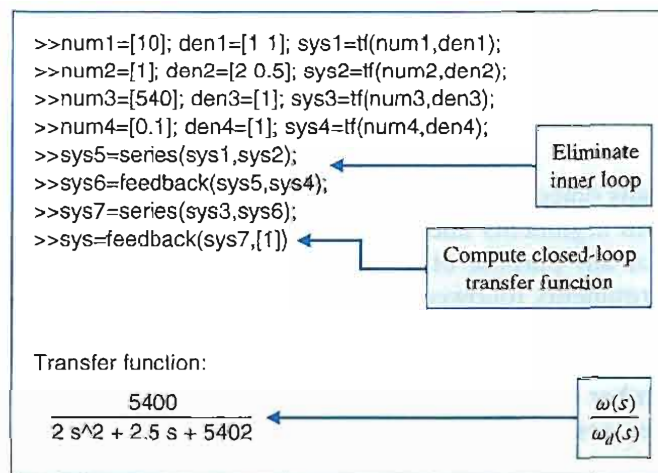 >>num1=[10]; den1=[1 1]; sys1=tf(num1,den1);
>>num2=[1]; den2=[2 0.5]; sys2=tf(num2,den2);
>>num3=[540]; den3=[1]; sys3=tf(num3,den3);
>>num4=[0.1]; den4=[1]; sys4=tf(num4,den4);
>>sys5=series(sys1,sys2);
>>sys6=feedback(sys5,sys4);
>>sys7=series(sys3,sys6);
>>sys=feedback(sys7,[1])
Eliminate
inner loop
Compute closed-loop
transfer function
Transfer function:
5400
2 s^2 + 2.5 s + 5402
ω(s)
ω_d(s)